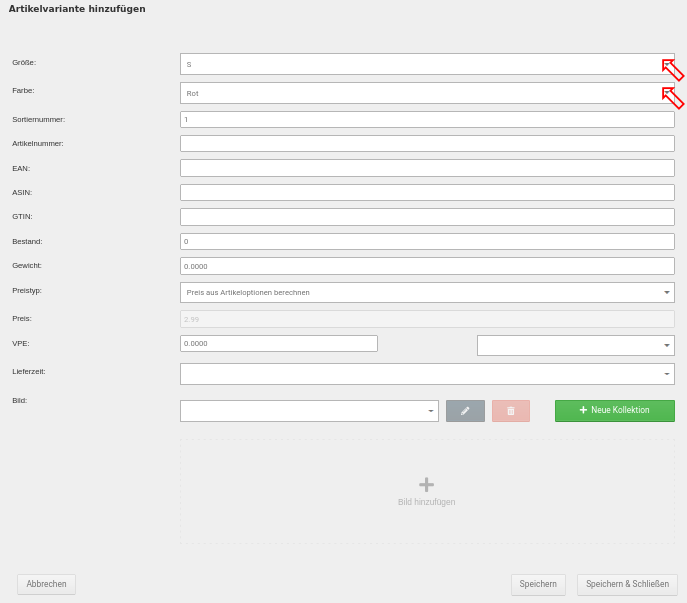 Artikelvariante hinzufügen
Größe:
S
Farbe:
Rot
Sortiernummer:
1
Artikelnummer:
EAN:
ASIN:
GTIN:
Bestand:
0
Gewicht:
0.0000
Preistyp:
Preis aus Artikeloptionen berechnen
Preis:
2.99
VPE:
0.0000
Lieferzeit:
Bild:
Neue Kollektion
Bild hinzufügen
Abbrechen
Speichern
Speichern & Schließen